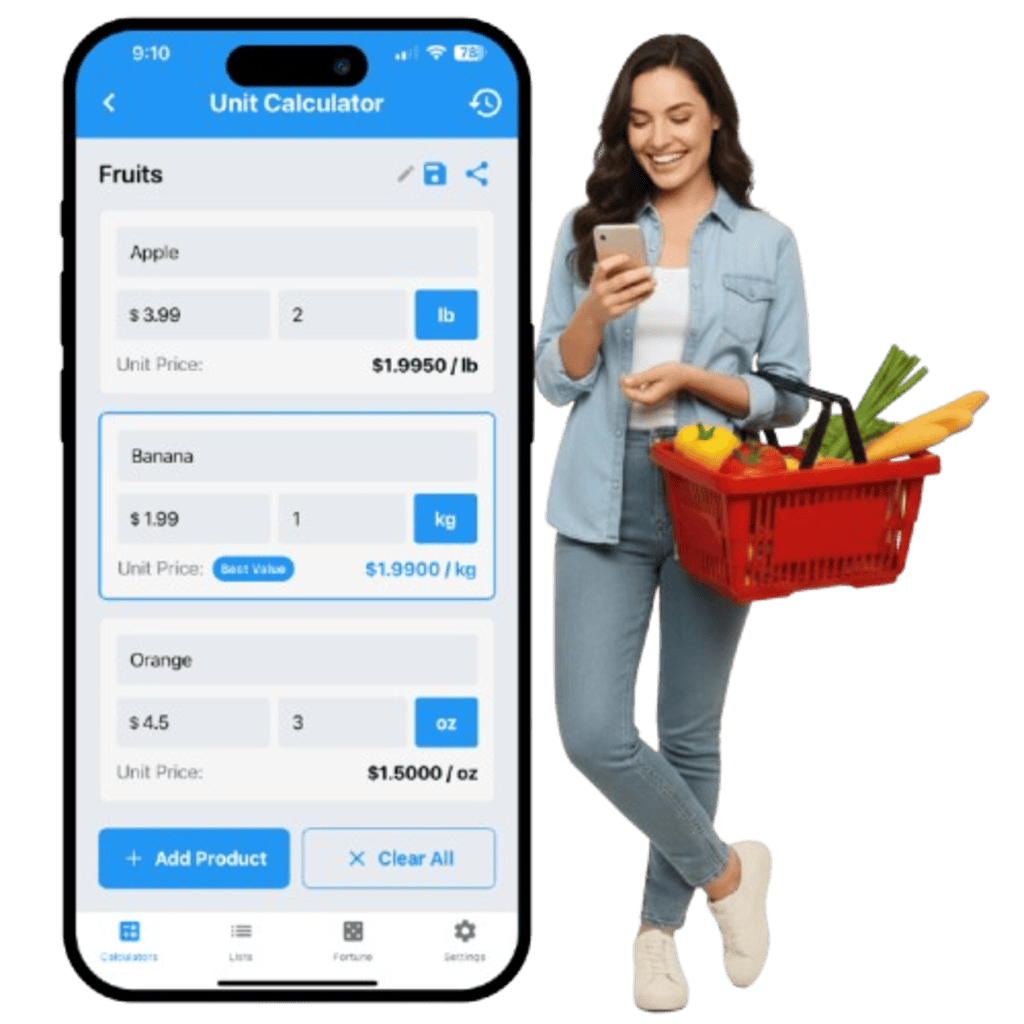 9:10
78
Unit Calculator
Fruits
Apple
$ 3.99 2 lb
Unit Price: $1.9950 / lb
Banana
$ 1.99 1 kg
Unit Price: Best Value $1.9900 / kg
Orange
$ 4.5 3 oz
Unit Price: $1.5000 / oz
+ Add Product × Clear All
Calculators Lists Fortune Settings